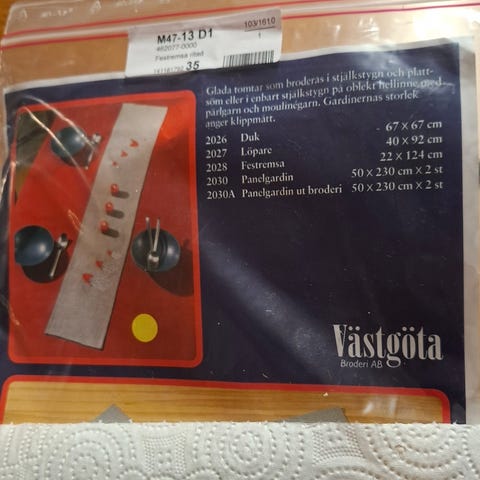 103/1610
M47-13 D1
1
462077-0000
Festremsa ritad
35
Glada tomtar som broderas i stjälkstygn och platt-
söm eller i enbart stjälkstygn på oblekt hellinne med
pärlgarn och moulinégarn. Gardinernas storlek
anger klippmått.
2026 Duk 67 × 67 cm
2027 Löpare 40 × 92 cm
2028 Festremsa 22 × 124 cm
2030 Panelgardin 50 × 230 cm × 2 st
2030A Panelgardin ut broderi 50 × 230 cm × 2 st
Västgöta
Broderi AB